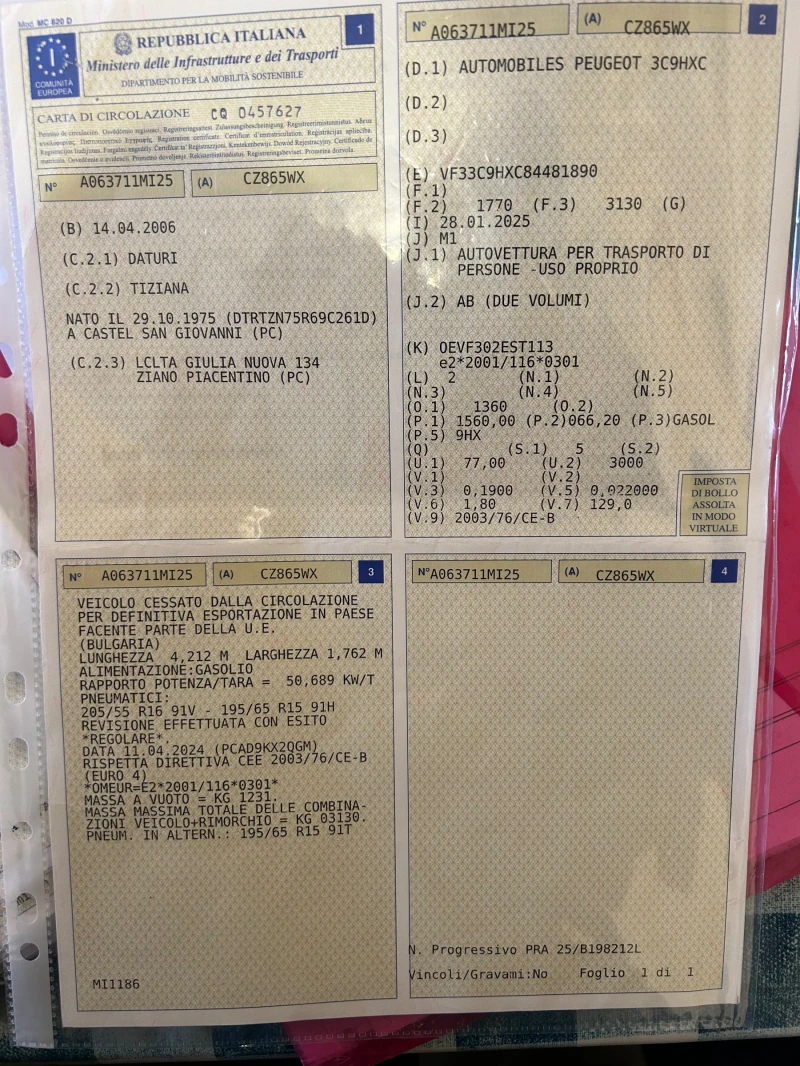 Mod. MC 820 D
I
COMUNITÀ
EUROPEA
REPUBBLICA ITALIANA
Ministero delle Infrastrutture e dei Trasporti
DIPARTIMENTO PER LA MOBILITÀ SOSTENIBILE
1
CARTA DI CIRCOLAZIONE CQ 0457627
N° A063711MI25 (A) CZ865WX
(B) 14.04.2006
(C.2.1) DATURI
(C.2.2) TIZIANA
NATO IL 29.10.1975 (DTRTZN75R69C261D)
A CASTEL SAN GIOVANNI (PC)
(C.2.3) LCLTA GIULIA NUOVA 134
ZIANO PIACENTINO (PC)
N° A063711MI25 (A) CZ865WX 2
(D.1) AUTOMOBILES PEUGEOT 3C9HXC
(D.2)
(D.3)
(E) VF33C9HXC84481890
(F.1)
(F.2) 1770 (F.3) 3130 (G)
(I) 28.01.2025
(J) M1
(J.1) AUTOVETTURA PER TRASPORTO DI
PERSONE -USO PROPRIO
(J.2) AB (DUE VOLUMI)
(K) OEVF302EST113
e2*2001/116*0301
(L) 2 (N.1) (N.2)
(N.3) (N.4) (N.5)
(O.1) 1360 (O.2)
(P.1) 1560,00 (P.2)066,20 (P.3)GASOL
(P.5) 9HX
(Q) (S.1) 5 (S.2)
(U.1) 77,00 (U.2) 3000
(V.1) (V.2)
(V.3) 0,1900 (V.5) 0,022000
(V.6) 1,80 (V.7) 129,0
(V.9) 2003/76/CE-B
IMPOSTA
DI BOLLO
ASSOLTA
IN MODO
VIRTUALE
N° A063711MI25 (A) CZ865WX 3
VEICOLO CESSATO DALLA CIRCOLAZIONE
PER DEFINITIVA ESPORTAZIONE IN PAESE
FACENTE PARTE DELLA U.E.
(BULGARIA)
LUNGHEZZA 4,212 M LARGHEZZA 1,762 M
ALIMENTAZIONE:GASOLIO
RAPPORTO POTENZA/TARA = 50,689 KW/T
PNEUMATICI:
205/55 R16 91V - 195/65 R15 91H
REVISIONE EFFETTUATA CON ESITO
*REGOLARE*.
DATA 11.04.2024 (PCAD9KX2QGM)
RISPETTA DIRETTIVA CEE 2003/76/CE-B
(EURO 4)
*OMEUR=E2*2001/116*0301*
MASSA A VUOTO = KG 1231.
MASSA MASSIMA TOTALE DELLE COMBINA-
ZIONI VEICOLO+RIMORCHIO = KG 03130.
PNEUM. IN ALTERN.: 195/65 R15 91T
MI1186
N° A063711MI25 (A) CZ865WX 4
N. Progressivo PRA 25/B198212L
Vincoli/Gravami:No Foglio 1 di 1